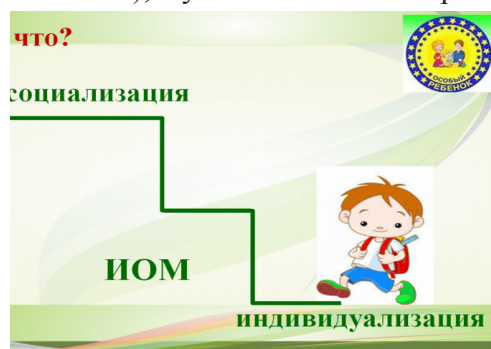 что?
ОСОБЫЙ
РЕБЕНОК
социализация
ИОМ
индивидуализация